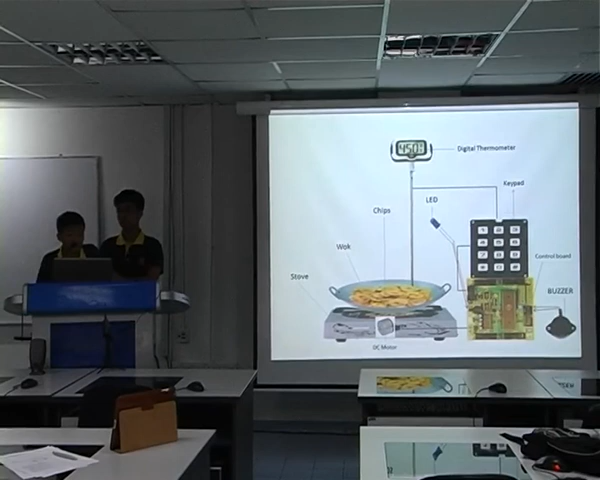 450
Digital Thermometer
Keypad
LED
Chips
Wok
Control board
Stove
BUZZER
DC Motor